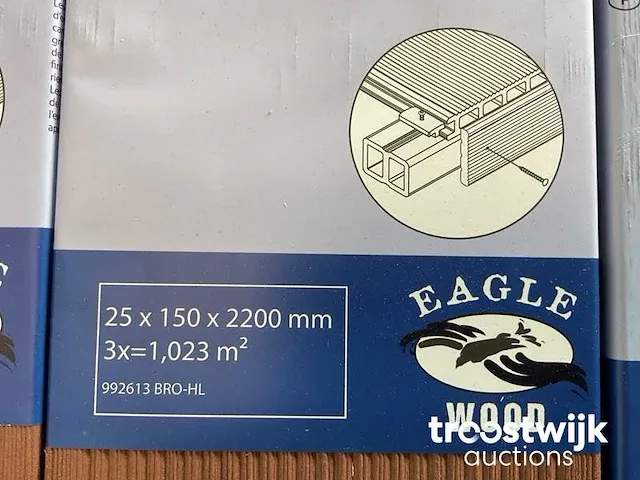 25 x 150 x 2200 mm
3x=1,023 m²
992613 BRO-HL
EAGLE
WOOD
troostwijk
auctions